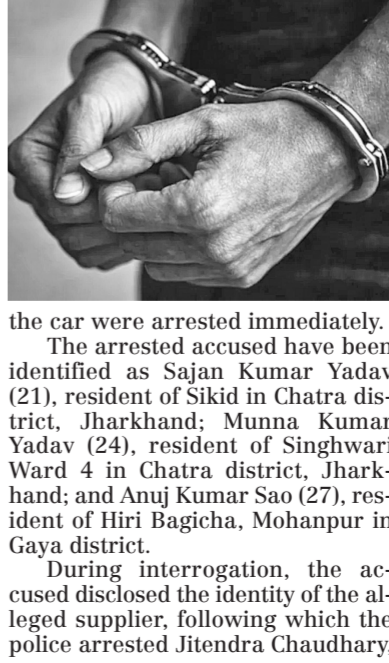 the car were arrested immediately.
The arrested accused have been
identified as Sajan Kumar Yadav
(21), resident of Sikid in Chatra dis-
trict, Jharkhand; Munna Kumar
Yadav (24), resident of Singhwari
Ward 4 in Chatra district, Jhark-
hand; and Anuj Kumar Sao (27), res-
ident of Hiri Bagicha, Mohanpur in
Gaya district.
During interrogation, the ac-
cused disclosed the identity of the al-
leged supplier, following which the
police arrested Jitendra Chaudhary,